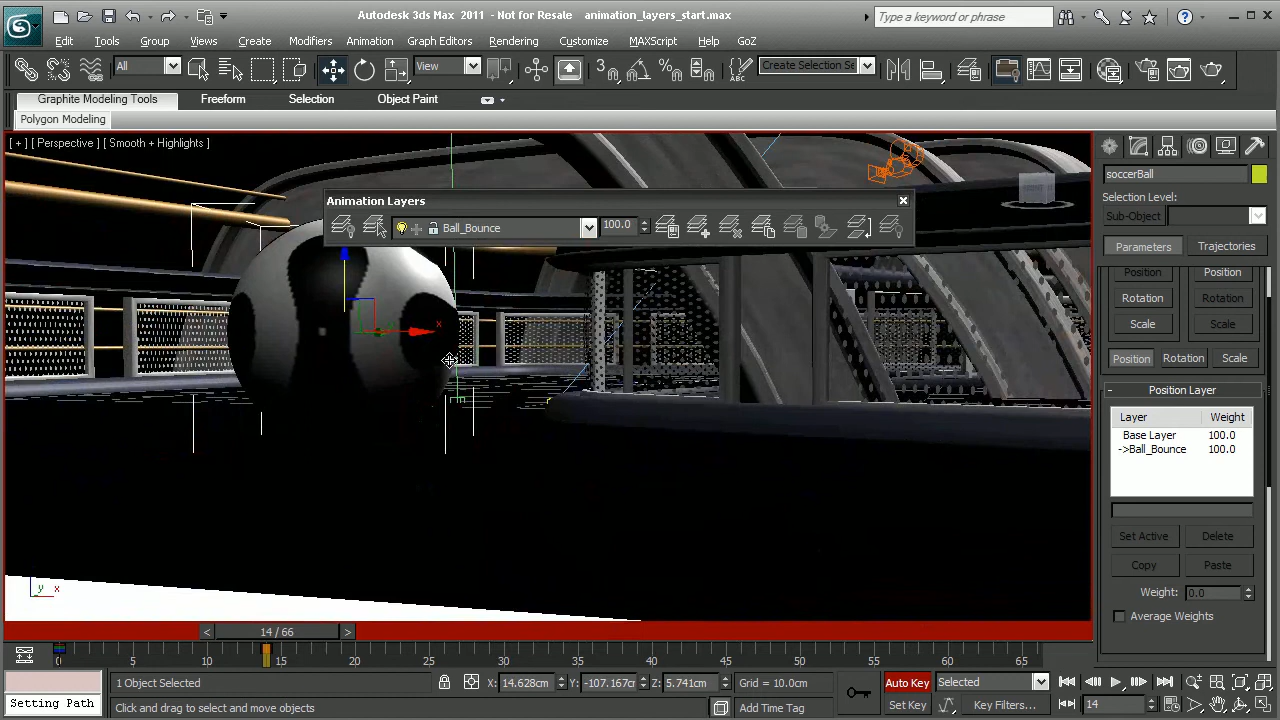 Autodesk 3ds Max 2011 - Not for Resale animation_layers_start.max
Type a keyword or phrase
Edit Tools Group Views Create Modifiers Animation Graph Editors Rendering Customize MAXScript Help GoZ
All View Create Selection Se
Graphite Modeling Tools Freeform Selection Object Paint
Polygon Modeling
[ + ] [ Perspective ] [ Smooth + Highlights ]
Animation Layers
Ball_Bounce 100.0
x
y x
soccerBall
Selection Level:
Sub-Object
Parameters Trajectories
Position Position
Rotation Rotation
Scale Scale
Position Rotation Scale
- Position Layer
Layer Weight
Base Layer 100.0
->Ball_Bounce 100.0
Set Active Delete
Copy Paste
Weight: 0.0
Average Weights
< 14 / 66 >
0 5 10 15 20 25 30 35 40 45 50 55 60 65
1 Object Selected X: 14.628cm Y: -107.167c Z: 5.741cm Grid = 10.0cm Auto Key Selected
Setting Path Click and drag to select and move objects Add Time Tag Set Key Key Filters... 14